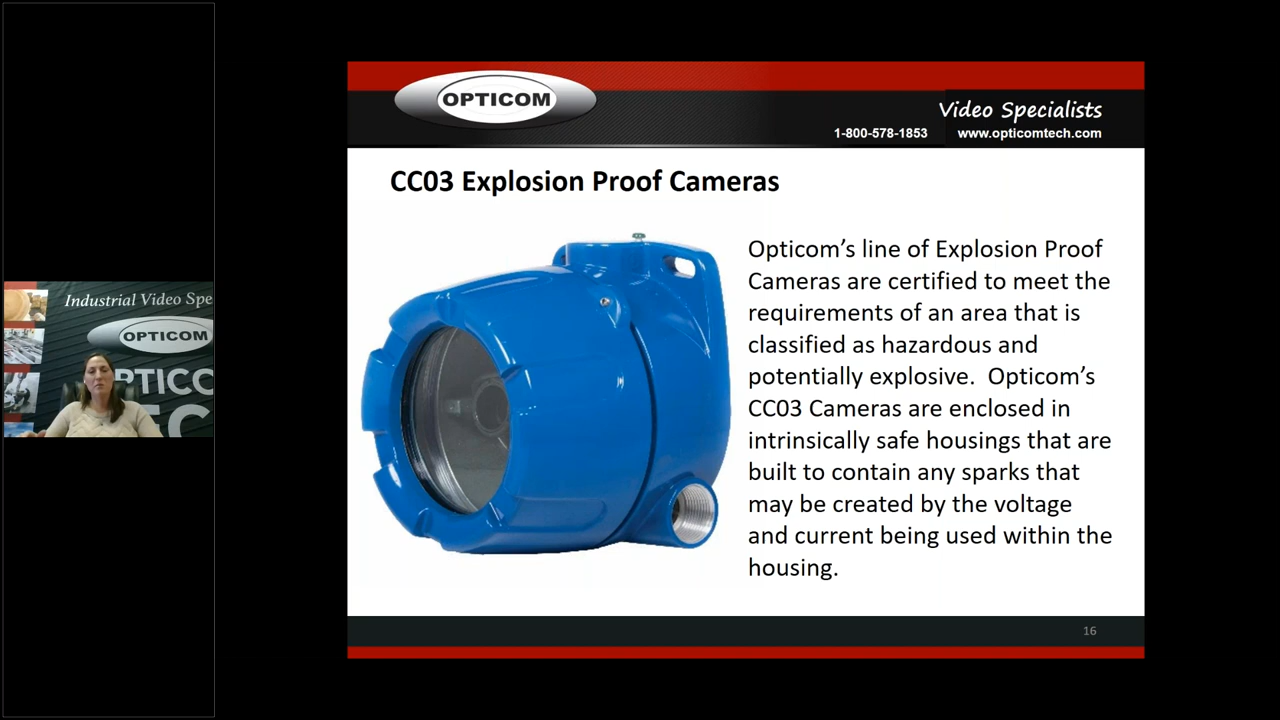 OPTICOM
Video Specialists
1-800-578-1853
www.opticomtech.com
CC03 Explosion Proof Cameras
Opticom’s line of Explosion Proof
Cameras are certified to meet the
requirements of an area that is
classified as hazardous and
potentially explosive.  Opticom’s
CC03 Cameras are enclosed in
intrinsically safe housings that are
built to contain any sparks that
may be created by the voltage
and current being used within the
housing.
16
Industrial Video Spe
OPTICOM
PTICO